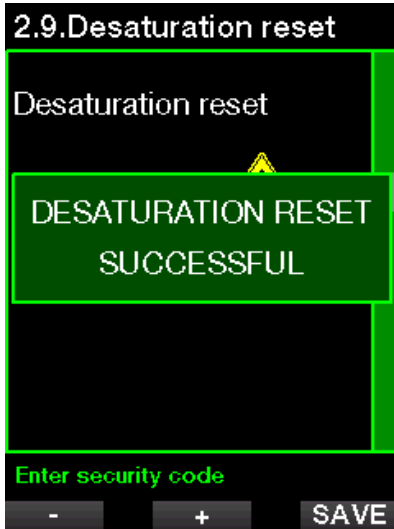 2.9.Desaturation reset
Desaturation reset
DESATURATION RESET
SUCCESSFUL
Enter security code
- + SAVE